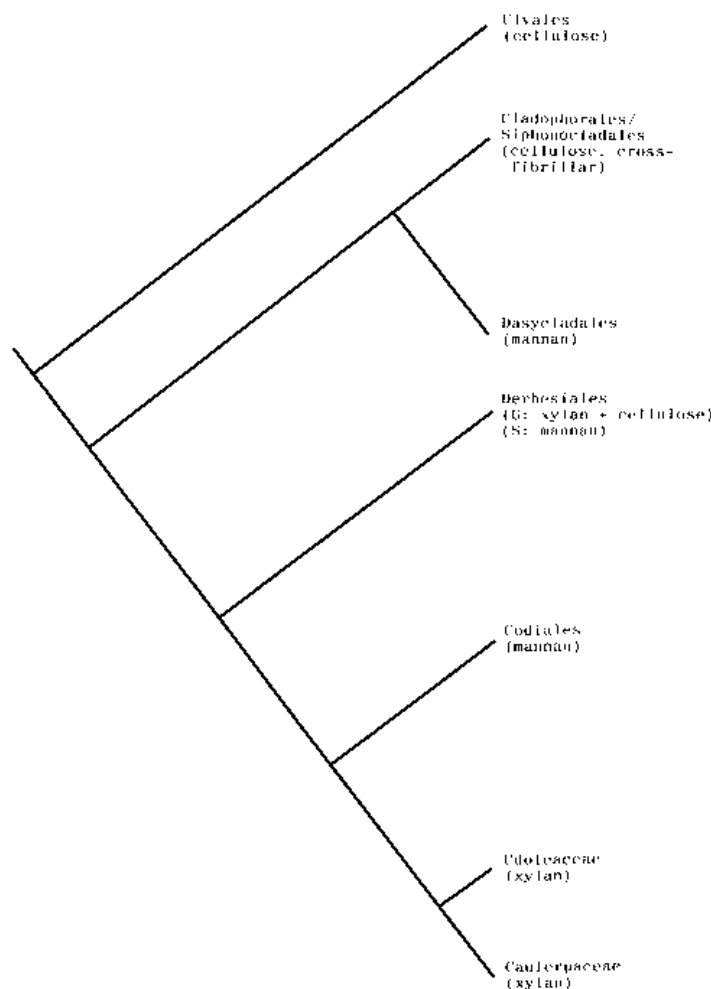 Ulvales
(cellulose)
Cladophorales/
Siphonocladales
(cellulose, cross-
fibrillar)
Dasycladales
(mannan)
Derbesiales
(G: xylan + cellulose)
(S: mannan)
Codiales
(mannan)
Udoteaceae
(xylan)
Caulerpaceae
(xylan)